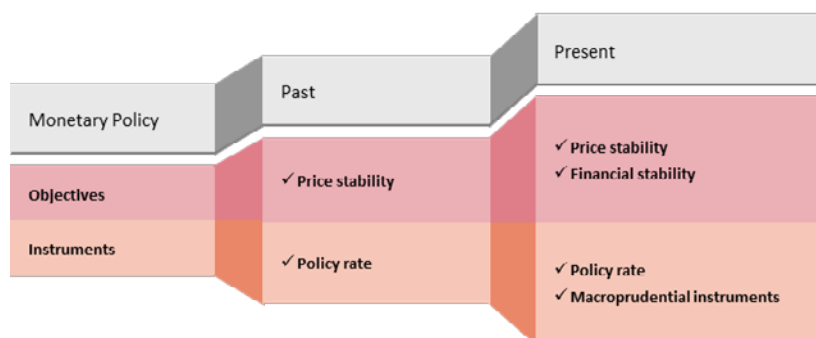 Monetary Policy
Past
Present
Objectives
✓ Price stability
✓ Price stability
✓ Financial stability
Instruments
✓ Policy rate
✓ Policy rate
✓ Macroprudential instruments